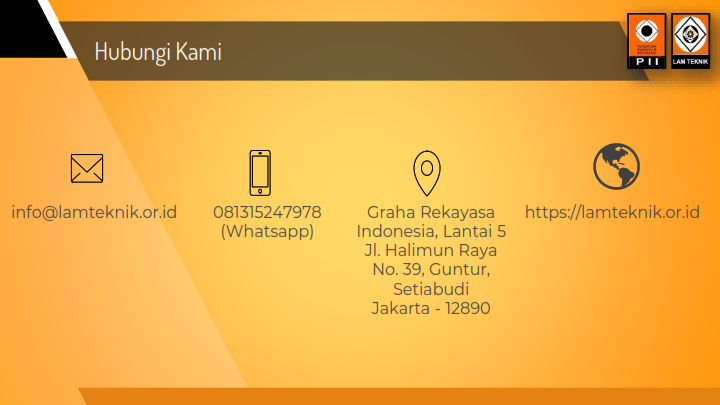 Hubungi Kami
PII
LAM TEKNIK
info@lamteknik.or.id
081315247978
(Whatsapp)
Graha Rekayasa
Indonesia, Lantai 5
Jl. Halimun Raya
No. 39, Guntur,
Setiabudi
Jakarta - 12890
https://lamteknik.or.id